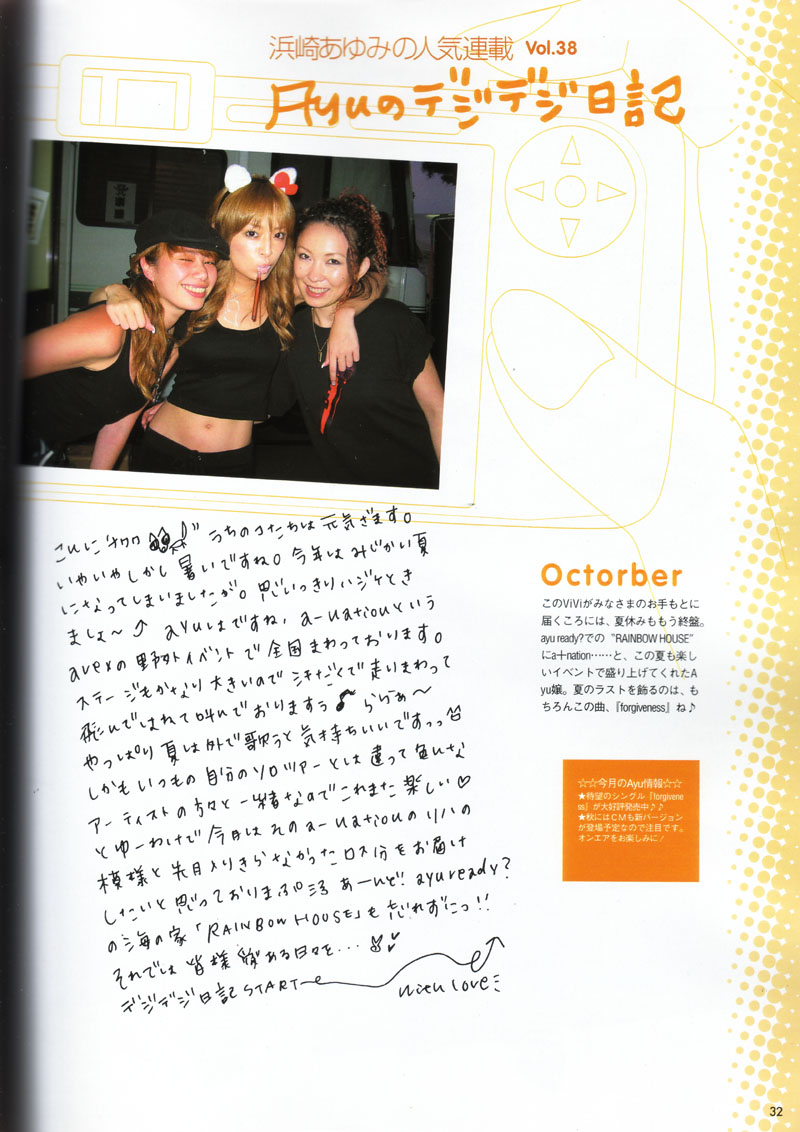 浜崎あゆみの人気連載 Vol.38
Ayuのデジデジ日記
こんにチワワ うちのコたちは元気ざます。
いやいやしかし暑いですね。今年はみじかい夏
になってしまいましたが。思いっきりハジケとき
ましょ〜♪ ayuはですね、a-nationという
avexの野外イベントで全国まわっております。
ステージもかなり大きいので 走りまわって
飛んではねて叫んでおりますぅ ららぁ〜
やっぱり夏は外で歌うと気持ちいいですっっ
しかもいつもの自分のソロツアーとは違って色んな
アーティストの方々と一緒なのでこれまた楽しい♡
とゆーわけで今月はそのa-nationのリハの
模様と先月入りきらなかったロス分をお届け
したいと思っておりまぷ あーんど! ayu ready?
の海の家「RAINBOW HOUSE」も忘れずにっ!!
それでは皆様 ある日々を...
デジデジ日記START
with love
Octorber
このViViがみなさまのお手もとに
届くころには、夏休みももう終盤。
ayu ready?での“RAINBOW HOUSE”
にa+nation……と、この夏も楽し
いイベントで盛り上げてくれたA
yu嬢。夏のラストを飾るのは、も
ちろんこの曲、『forgiveness』ね♪
☆☆今月のAyu情報☆☆
★待望のシングル『forgivene
ss』が大好評発売中♪♪
★秋にはCMも新バージョン
が登場予定なので注目です。
オンエアをお楽しみに!
32